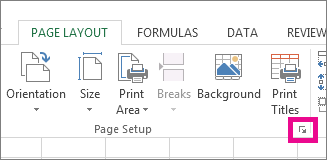 PAGE LAYOUT FORMULAS DATA REVIEW
Orientation Size Print Area Breaks Background Print Titles
Page Setup